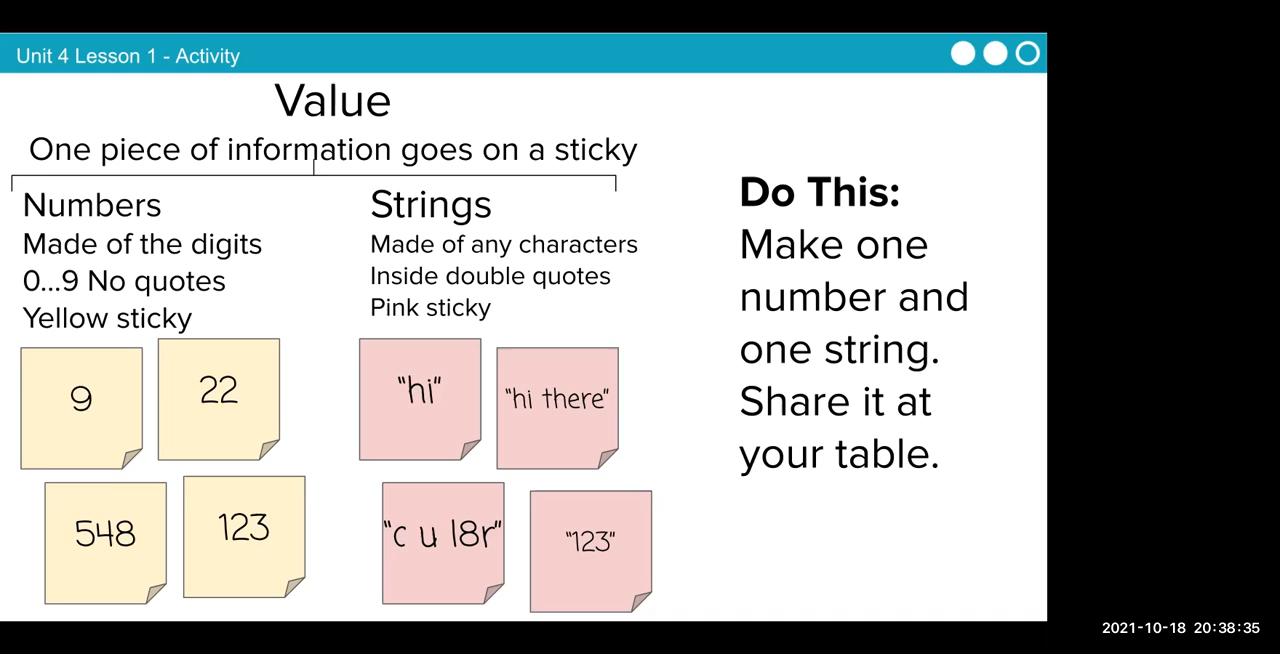 Unit 4 Lesson 1 - Activity
Value
One piece of information goes on a sticky
Numbers
Made of the digits
0...9 No quotes
Yellow sticky
9
22
548
123
Strings
Made of any characters
Inside double quotes
Pink sticky
"hi"
"hi there"
"c u l8r"
"123"
Do This:
Make one
number and
one string.
Share it at
your table.
2021-10-18 20:38:35